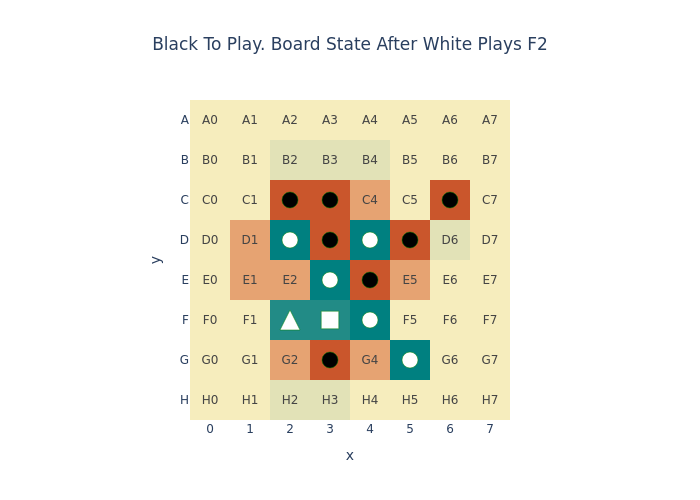 Black To Play. Board State After White Plays F2
A A0 A1 A2 A3 A4 A5 A6 A7
B B0 B1 B2 B3 B4 B5 B6 B7
C C0 C1 C4 C5 C7
D D0 D1 D6 D7
E E0 E1 E2 E5 E6 E7
F F0 F1 F5 F6 F7
G G0 G1 G2 G4 G6 G7
H H0 H1 H2 H3 H4 H5 H6 H7
0 1 2 3 4 5 6 7
x
y